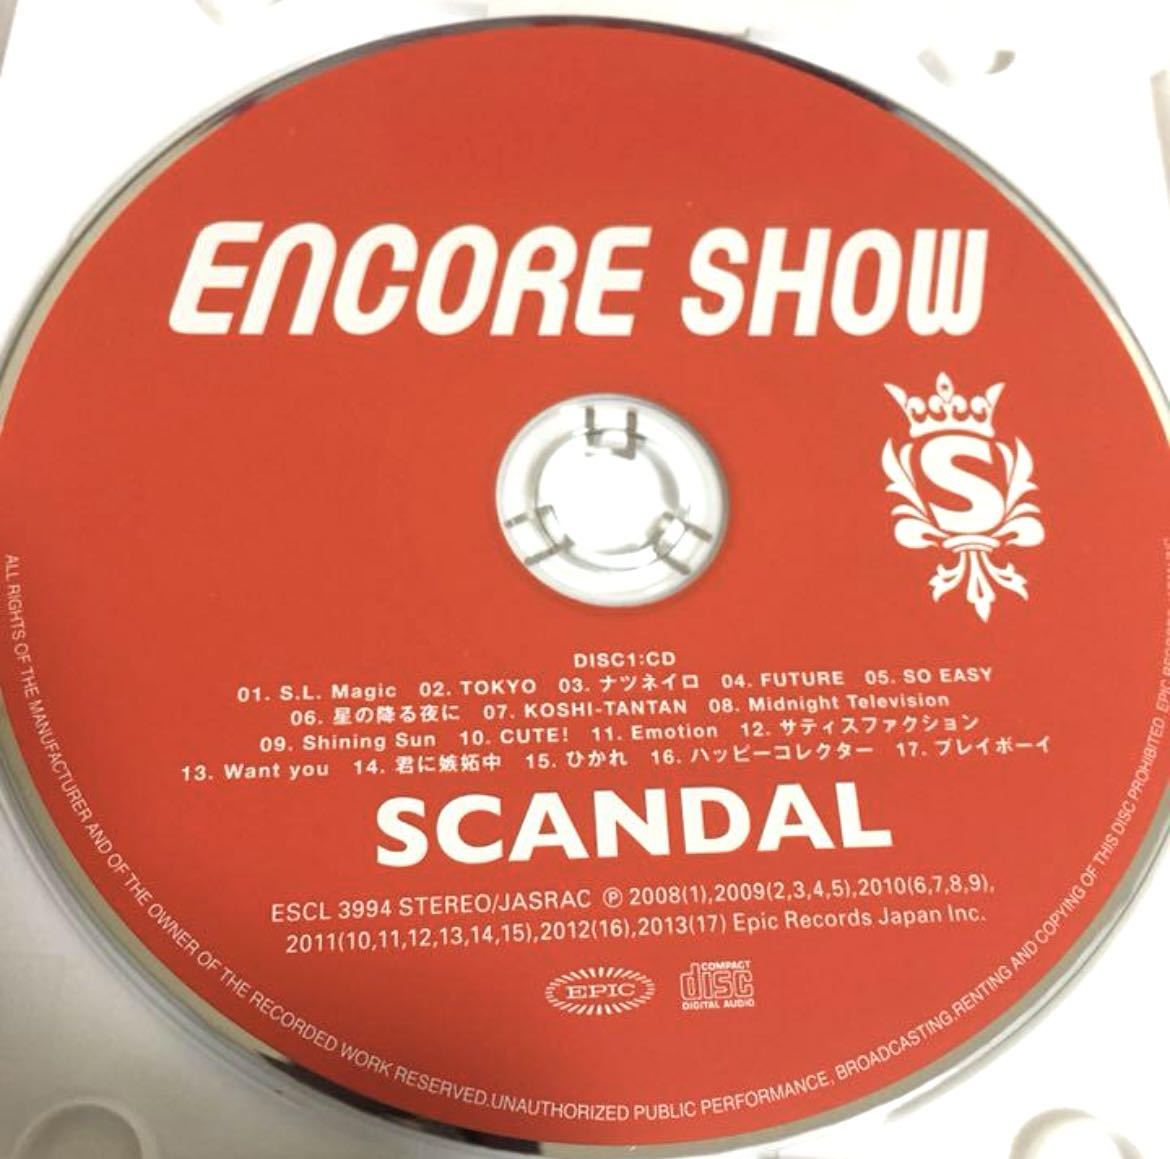 ENCORE SHOW
S
DISC1:CD
01. S.L. Magic 02. TOKYO 03. ナツネイロ 04. FUTURE 05. SO EASY
06. 星の降る夜に 07. KOSHI-TANTAN 08. Midnight Television
09. Shining Sun 10. CUTE! 11. Emotion 12. サティスファクション
13. Want you 14. 君に嫉妬中 15. ひかれ 16. ハッピーコレクター 17. プレイボーイ
SCANDAL
ESCL 3994 STEREO/JASRAC Ⓟ 2008(1),2009(2,3,4,5),2010(6,7,8,9),
2011(10,11,12,13,14,15),2012(16),2013(17) Epic Records Japan Inc.
EPIC
COMPACT
disc
DIGITAL AUDIO
ALL RIGHTS OF THE MANUFACTURER AND OF THE OWNER OF THE RECORDED WORK RESERVED.UNAUTHORIZED PUBLIC PERFORMANCE, BROADCASTING,RENTING AND COPYING OF THIS DISC PROHIBITED.